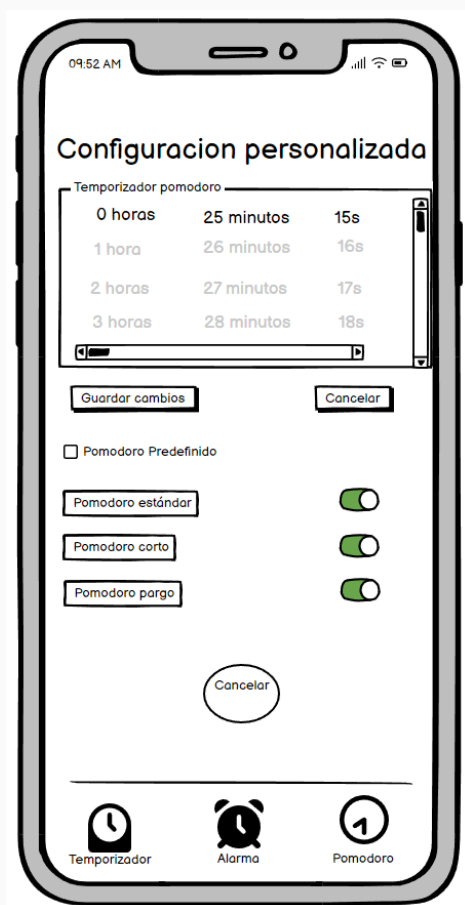 09:52 AM
Configuracion personalizada
Temporizador pomodoro
0 horas 25 minutos 15s
1 hora 26 minutos 16s
2 horas 27 minutos 17s
3 horas 28 minutos 18s
Guardar cambios Cancelar
Pomodoro Predefinido
Pomodoro estándar
Pomodoro corto
Pomodoro pargo
Cancelar
Temporizador Alarma Pomodoro